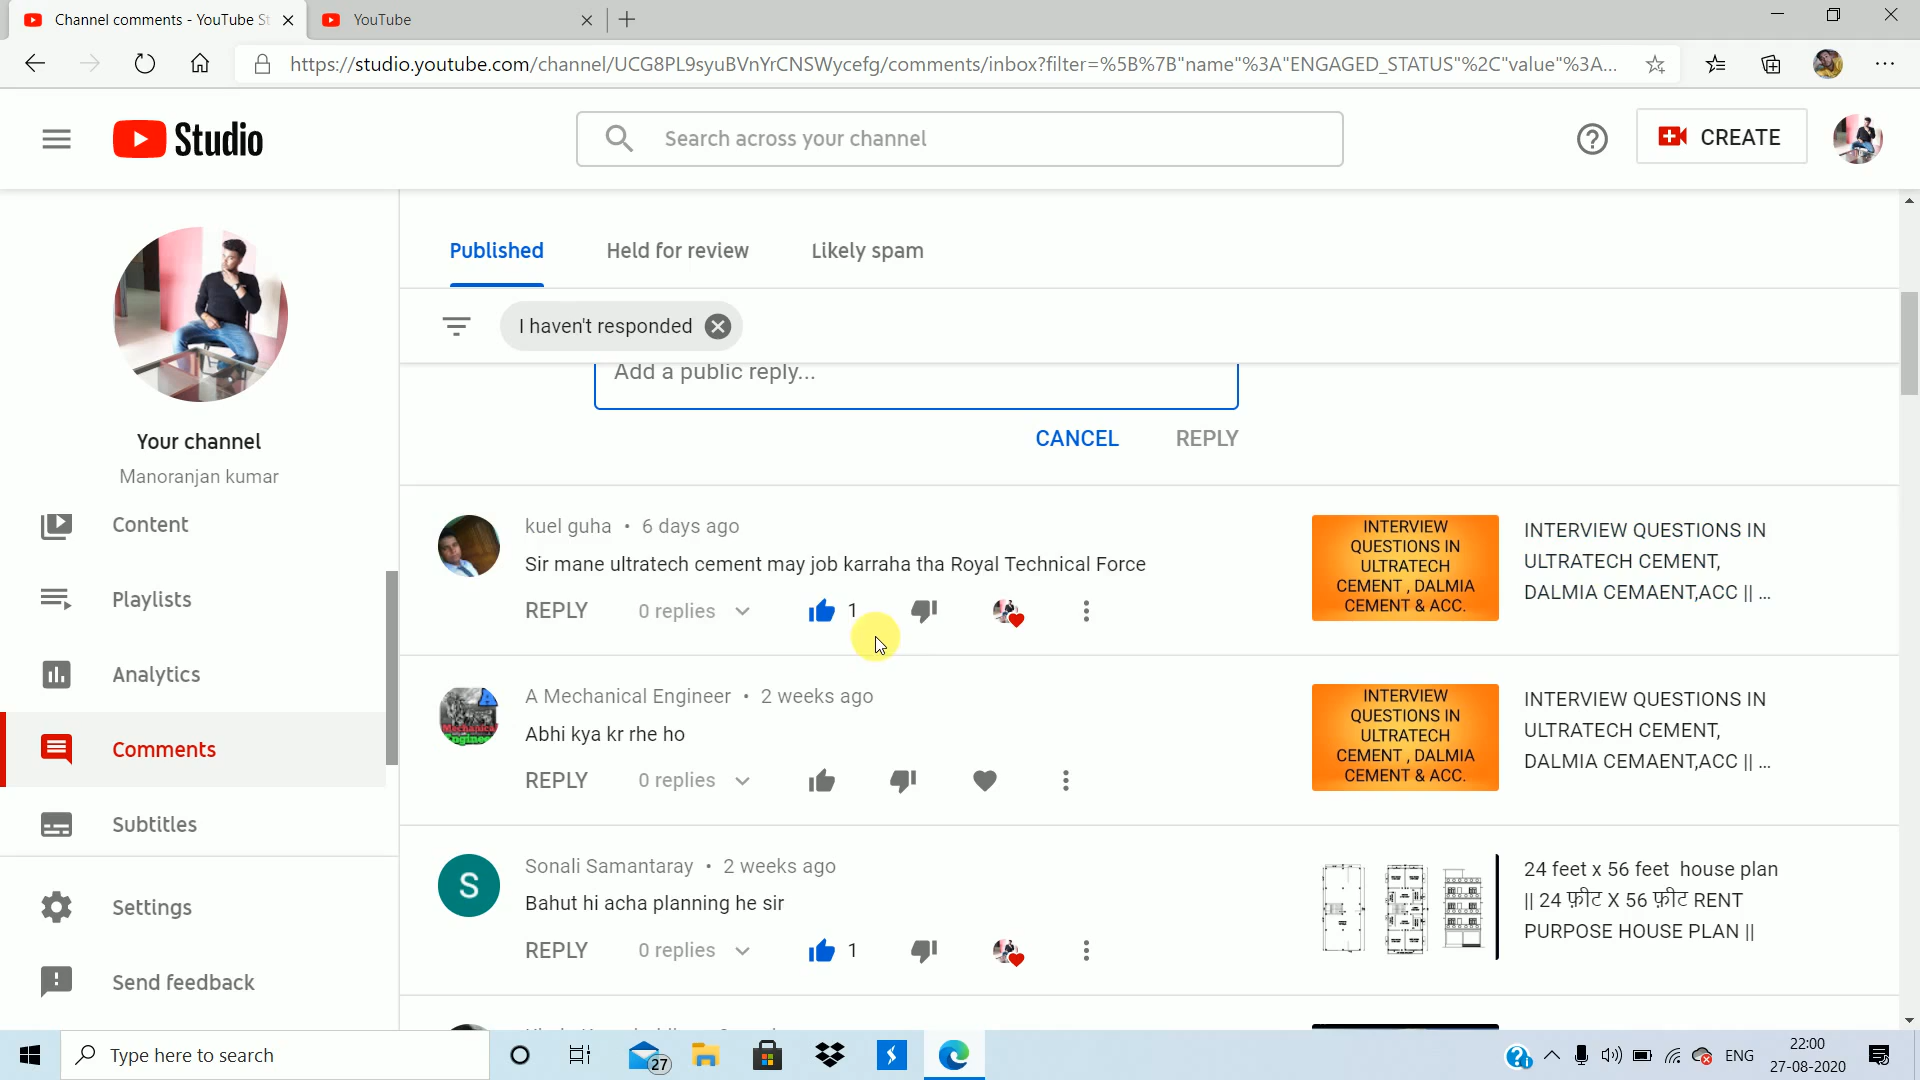 Channel comments - YouTube St
YouTube
https://studio.youtube.com/channel/UCG8PL9syuBVnYrCNSWycefg/comments/inbox?filter=%5B%7B"name"%3A"ENGAGED_STATUS"%2C"value"%3A...
Studio
Search across your channel
CREATE
Your channel
Manoranjan kumar
Content
Playlists
Analytics
Comments
Subtitles
Settings
Send feedback
Published
Held for review
Likely spam
I haven't responded
Add a public reply...
CANCEL
REPLY
kuel guha • 6 days ago
Sir mane ultratech cement may job karraha tha Royal Technical Force
REPLY
0 replies
1
INTERVIEW
QUESTIONS IN
ULTRATECH
CEMENT , DALMIA
CEMENT & ACC.
INTERVIEW QUESTIONS IN
ULTRATECH CEMENT,
DALMIA CEMAENT,ACC || ...
A Mechanical Engineer • 2 weeks ago
Abhi kya kr rhe ho
REPLY
0 replies
INTERVIEW
QUESTIONS IN
ULTRATECH
CEMENT , DALMIA
CEMENT & ACC.
INTERVIEW QUESTIONS IN
ULTRATECH CEMENT,
DALMIA CEMAENT,ACC || ...
S
Sonali Samantaray • 2 weeks ago
Bahut hi acha planning he sir
REPLY
0 replies
1
24 feet x 56 feet house plan
|| 24 फ़ीट X 56 फ़ीट RENT
PURPOSE HOUSE PLAN ||
Type here to search
27
ENG
22:00
27-08-2020